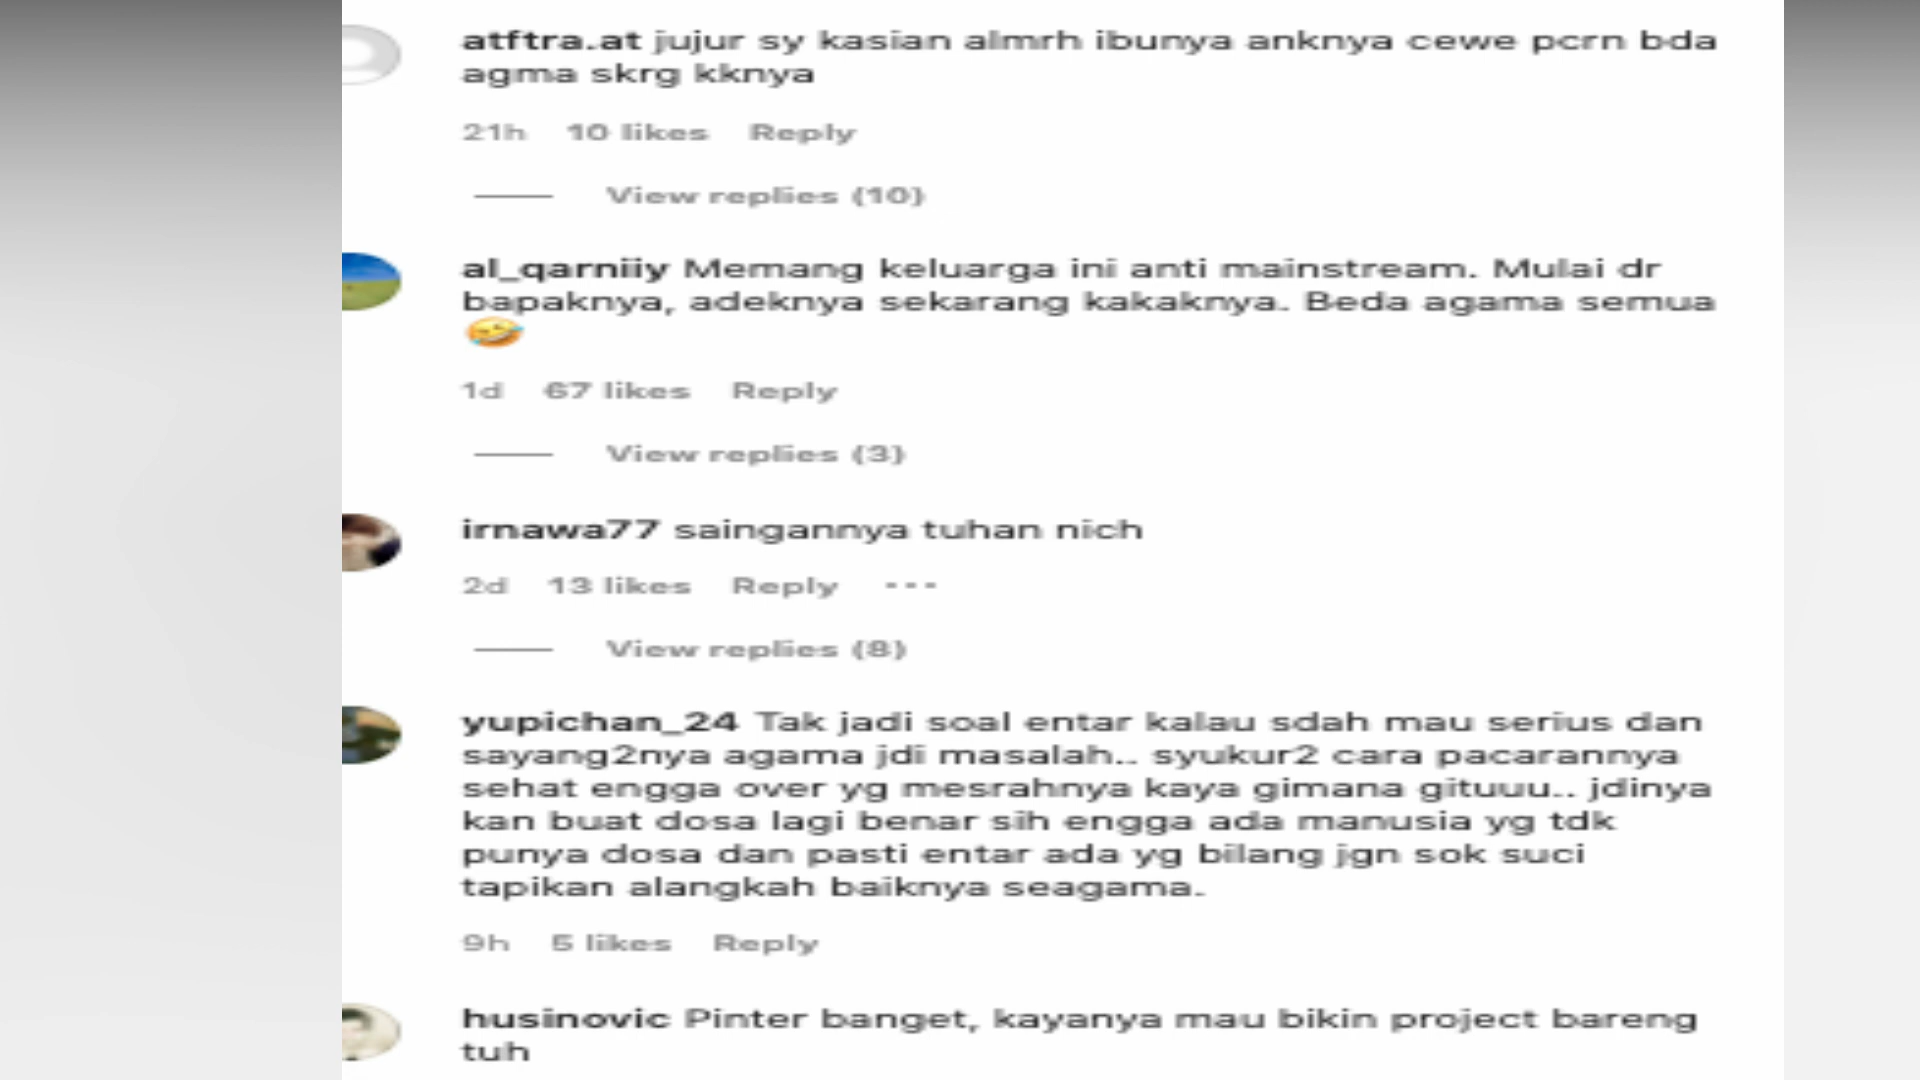 atftra.at jujur sy kasian almrh ibunya anknya cewe pcrn bda
agma skrg kknya
21h 10 likes Reply
View replies (10)
al_qarniiy Memang keluarga ini anti mainstream. Mulai dr
bapaknya, adeknya sekarang kakaknya. Beda agama semua
🤣
1d 67 likes Reply
View replies (3)
irnawa77 saingannya tuhan nich
2d 13 likes Reply ...
View replies (8)
yupichan_24 Tak jadi soal entar kalau sdah mau serius dan
sayang2nya agama jdi masalah.. syukur2 cara pacarannya
sehat engga over yg mesrahnya kaya gimana gituuu.. jdinya
kan buat dosa lagi benar sih engga ada manusia yg tdk
punya dosa dan pasti entar ada yg bilang jgn sok suci
tapikan alangkah baiknya seagama.
9h 5 likes Reply
husinovic Pinter banget, kayanya mau bikin project bareng
tuh